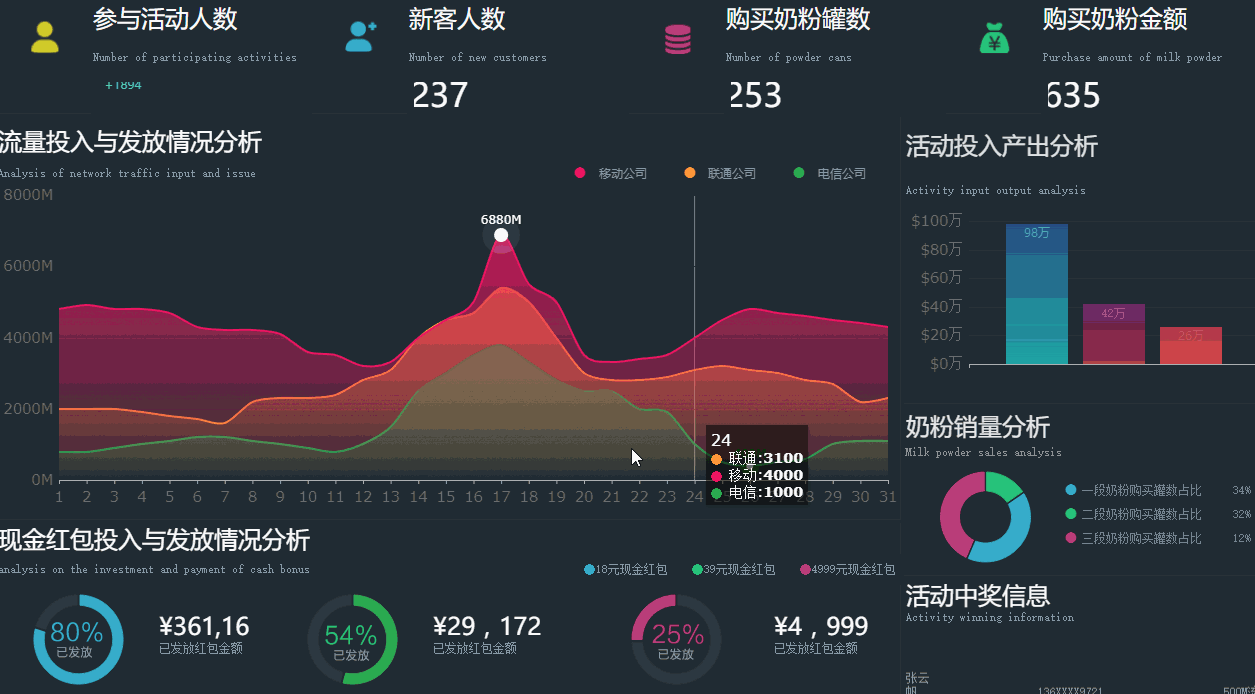 参与活动人数
Number of participating activities
+1894
新客人数
Number of new customers
237
购买奶粉罐数
Number of powder cans
253
购买奶粉金额
Purchase amount of milk powder
635
流量投入与发放情况分析
Analysis of network traffic input and issue
移动公司 联通公司 电信公司
8000M
6000M
4000M
2000M
0M
6880M
1 2 3 4 5 6 7 8 9 10 11 12 13 14 15 16 17 18 19 20 21 22 23 24 28 29 30 31
24
联通:3100
移动:4000
电信:1000
活动投入产出分析
Activity input output analysis
$100万
$80万
$60万
$40万
$20万
$0万
98万
42万
26万
奶粉销量分析
Milk powder sales analysis
一段奶粉购买罐数占比 34%
二段奶粉购买罐数占比 32%
三段奶粉购买罐数占比 12%
现金红包投入与发放情况分析
analysis on the investment and payment of cash bonus
18元现金红包 39元现金红包 4999元现金红包
80%
已发放
¥361,16
已发放红包金额
54%
已发放
¥29，172
已发放红包金额
25%
已发放
¥4，999
已发放红包金额
活动中奖信息
Activity winning information
张云
帆 136XXXX9721 500M